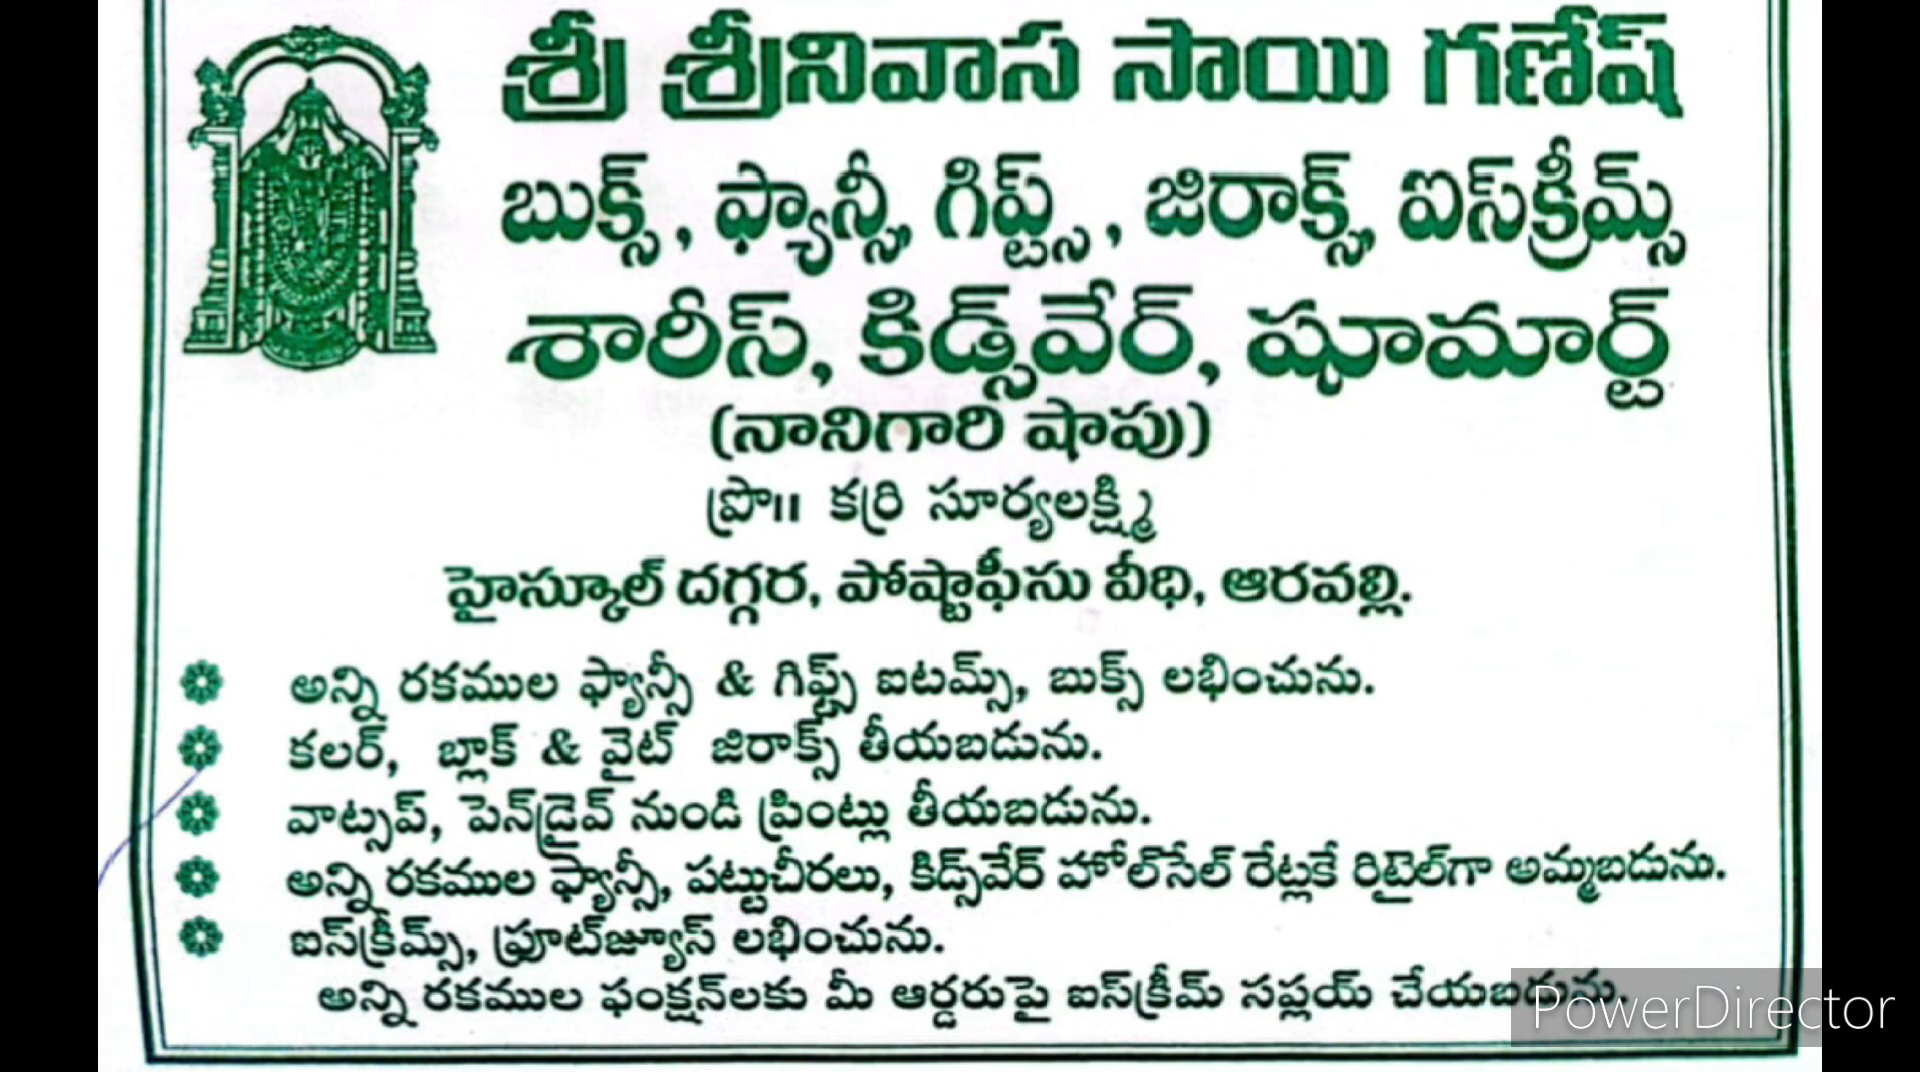 శ్రీ శ్రీనివాస సాయి గణేష్
బుక్స్, ఫ్యాన్సీ, గిఫ్ట్స్, జిరాక్స్, ఐస్‌క్రీమ్స్
శారీస్, కిడ్స్‌వేర్, షూమార్ట్
(నానిగారి షాపు)
ప్రొ|| కర్రి సూర్యలక్ష్మి
హైస్కూల్ దగ్గర, పోష్టాఫీసు వీధి, ఆరవల్లి.
అన్ని రకముల ఫ్యాన్సీ & గిఫ్ట్స్ ఐటమ్స్, బుక్స్ లభించును.
కలర్, బ్లాక్ & వైట్ జిరాక్స్ తీయబడును.
వాట్సప్, పెన్‌డ్రైవ్ నుండి ప్రింట్లు తీయబడును.
అన్ని రకముల ఫ్యాన్సీ, పట్టుచీరలు, కిడ్స్‌వేర్ హోల్‌సేల్ రేట్లకే రిటైల్‌గా అమ్మబడును.
ఐస్‌క్రీమ్స్, ఫ్రూట్‌జ్యూస్ లభించును.
అన్ని రకముల ఫంక్షన్‌లకు మీ ఆర్డరుపై ఐస్‌క్రీమ్ సప్లయ్ చేయబడును.
PowerDirector